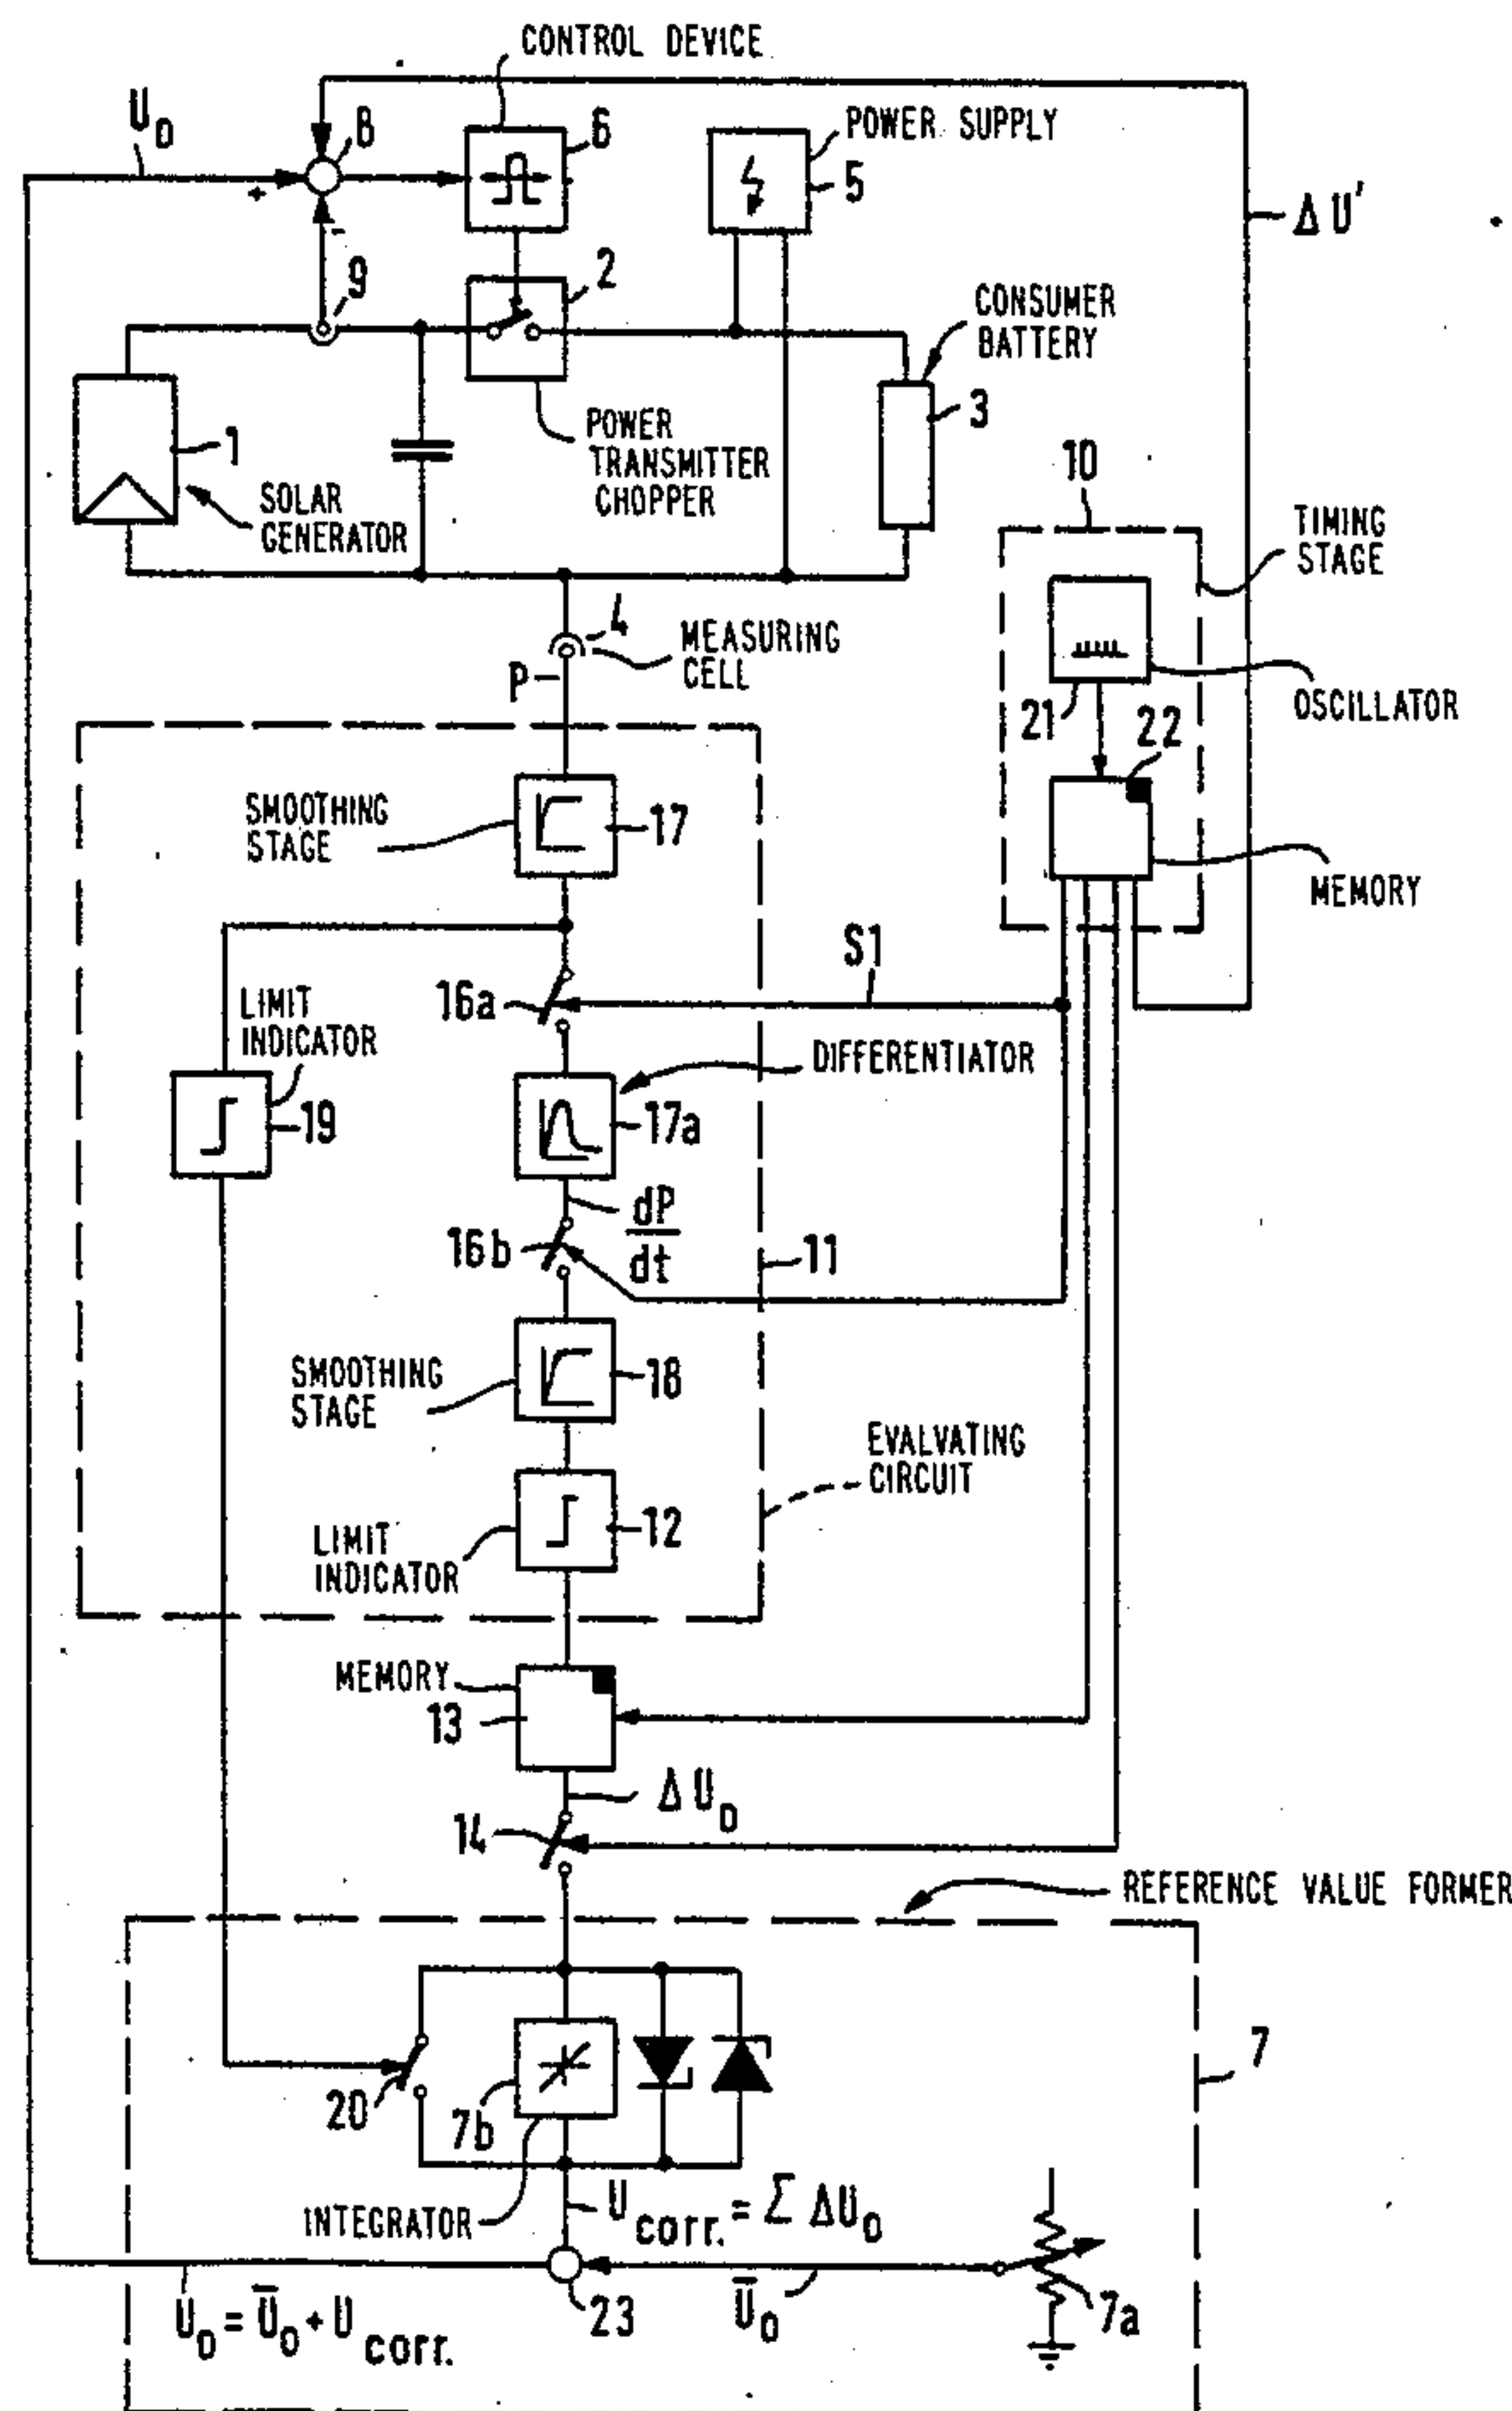 CONTROL DEVICE
U0
8
6
POWER SUPPLY
5
+
-
ΔU'
9
2
CONSUMER
BATTERY
3
1
SOLAR
GENERATOR
POWER
TRANSMITTER
CHOPPER
10
TIMING
STAGE
4
MEASURING
CELL
P
21
22
OSCILLATOR
SMOOTHING
STAGE
17
MEMORY
S1
16a
LIMIT
INDICATOR
DIFFERENTIATOR
19
17a
dP
dt
16b
11
SMOOTHING
STAGE
18
EVALVATING
CIRCUIT
LIMIT
INDICATOR
12
MEMORY
13
ΔU0
14
REFERENCE VALUE FORMER
7
20
7b
INTEGRATOR
Ucorr. = Σ ΔU0
23
Ū0
7a
U0 = Ū0 + Ucorr.